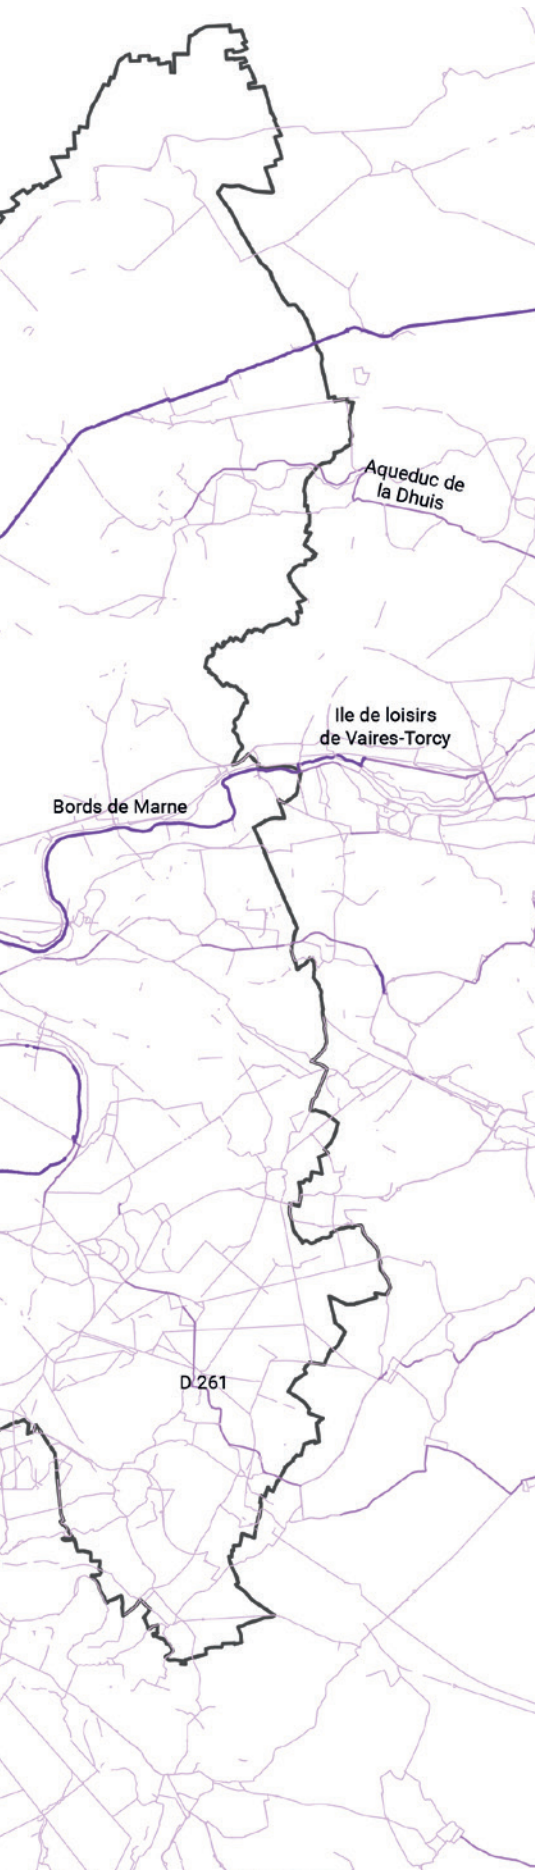 Aqueduc de
la Dhuis
Ile de loisirs
de Vaires-Torcy
Bords de Marne
D 261